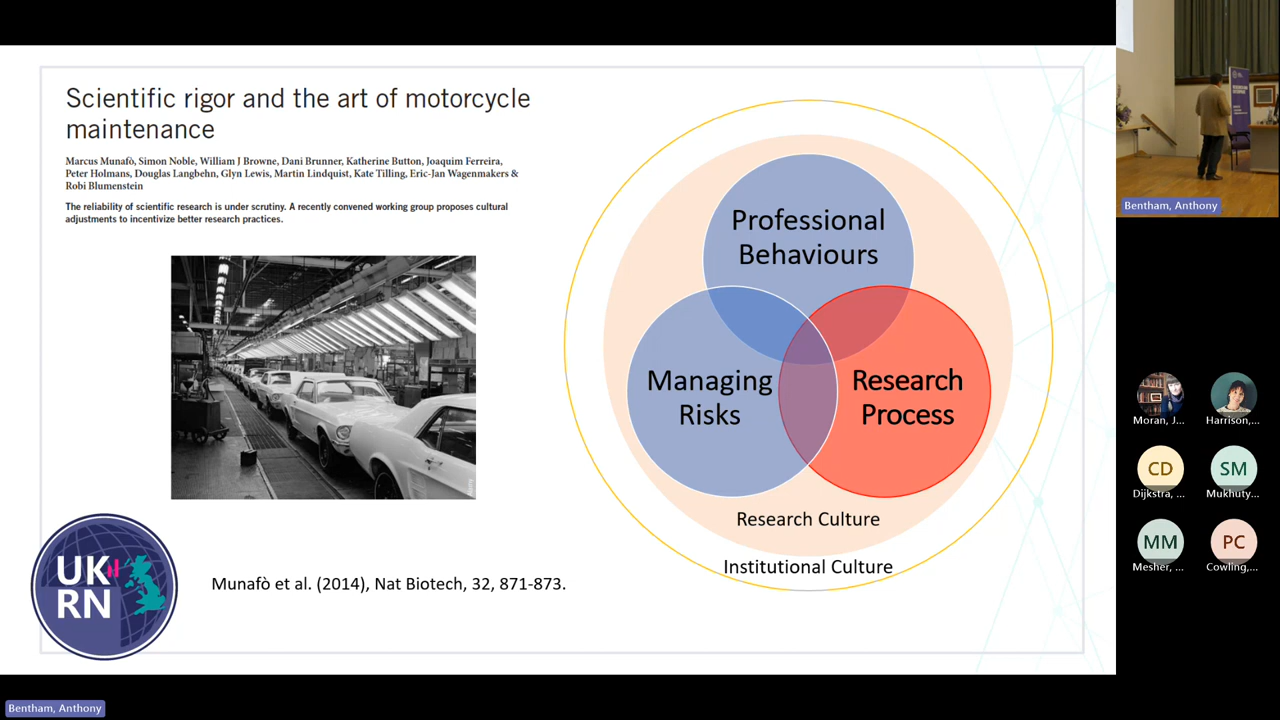 Scientific rigor and the art of motorcycle
maintenance
Marcus Munafò, Simon Noble, William J Browne, Dani Brunner, Katherine Button, Joaquim Ferreira,
Peter Holmans, Douglas Langbehn, Glyn Lewis, Martin Lindquist, Kate Tilling, Eric-Jan Wagenmakers &
Robi Blumenstein
The reliability of scientific research is under scrutiny. A recently convened working group proposes cultural
adjustments to incentivize better research practices.
UK
RN
Munafò et al. (2014), Nat Biotech, 32, 871-873.
Professional
Behaviours
Managing
Risks
Research
Process
Research Culture
Institutional Culture
Bentham, Anthony
Moran, J...
Harrison,...
CD
SM
Dijkstra, ...
Mukhuty...
MM
PC
Mesher, ...
Cowling,...
Bentham, Anthony